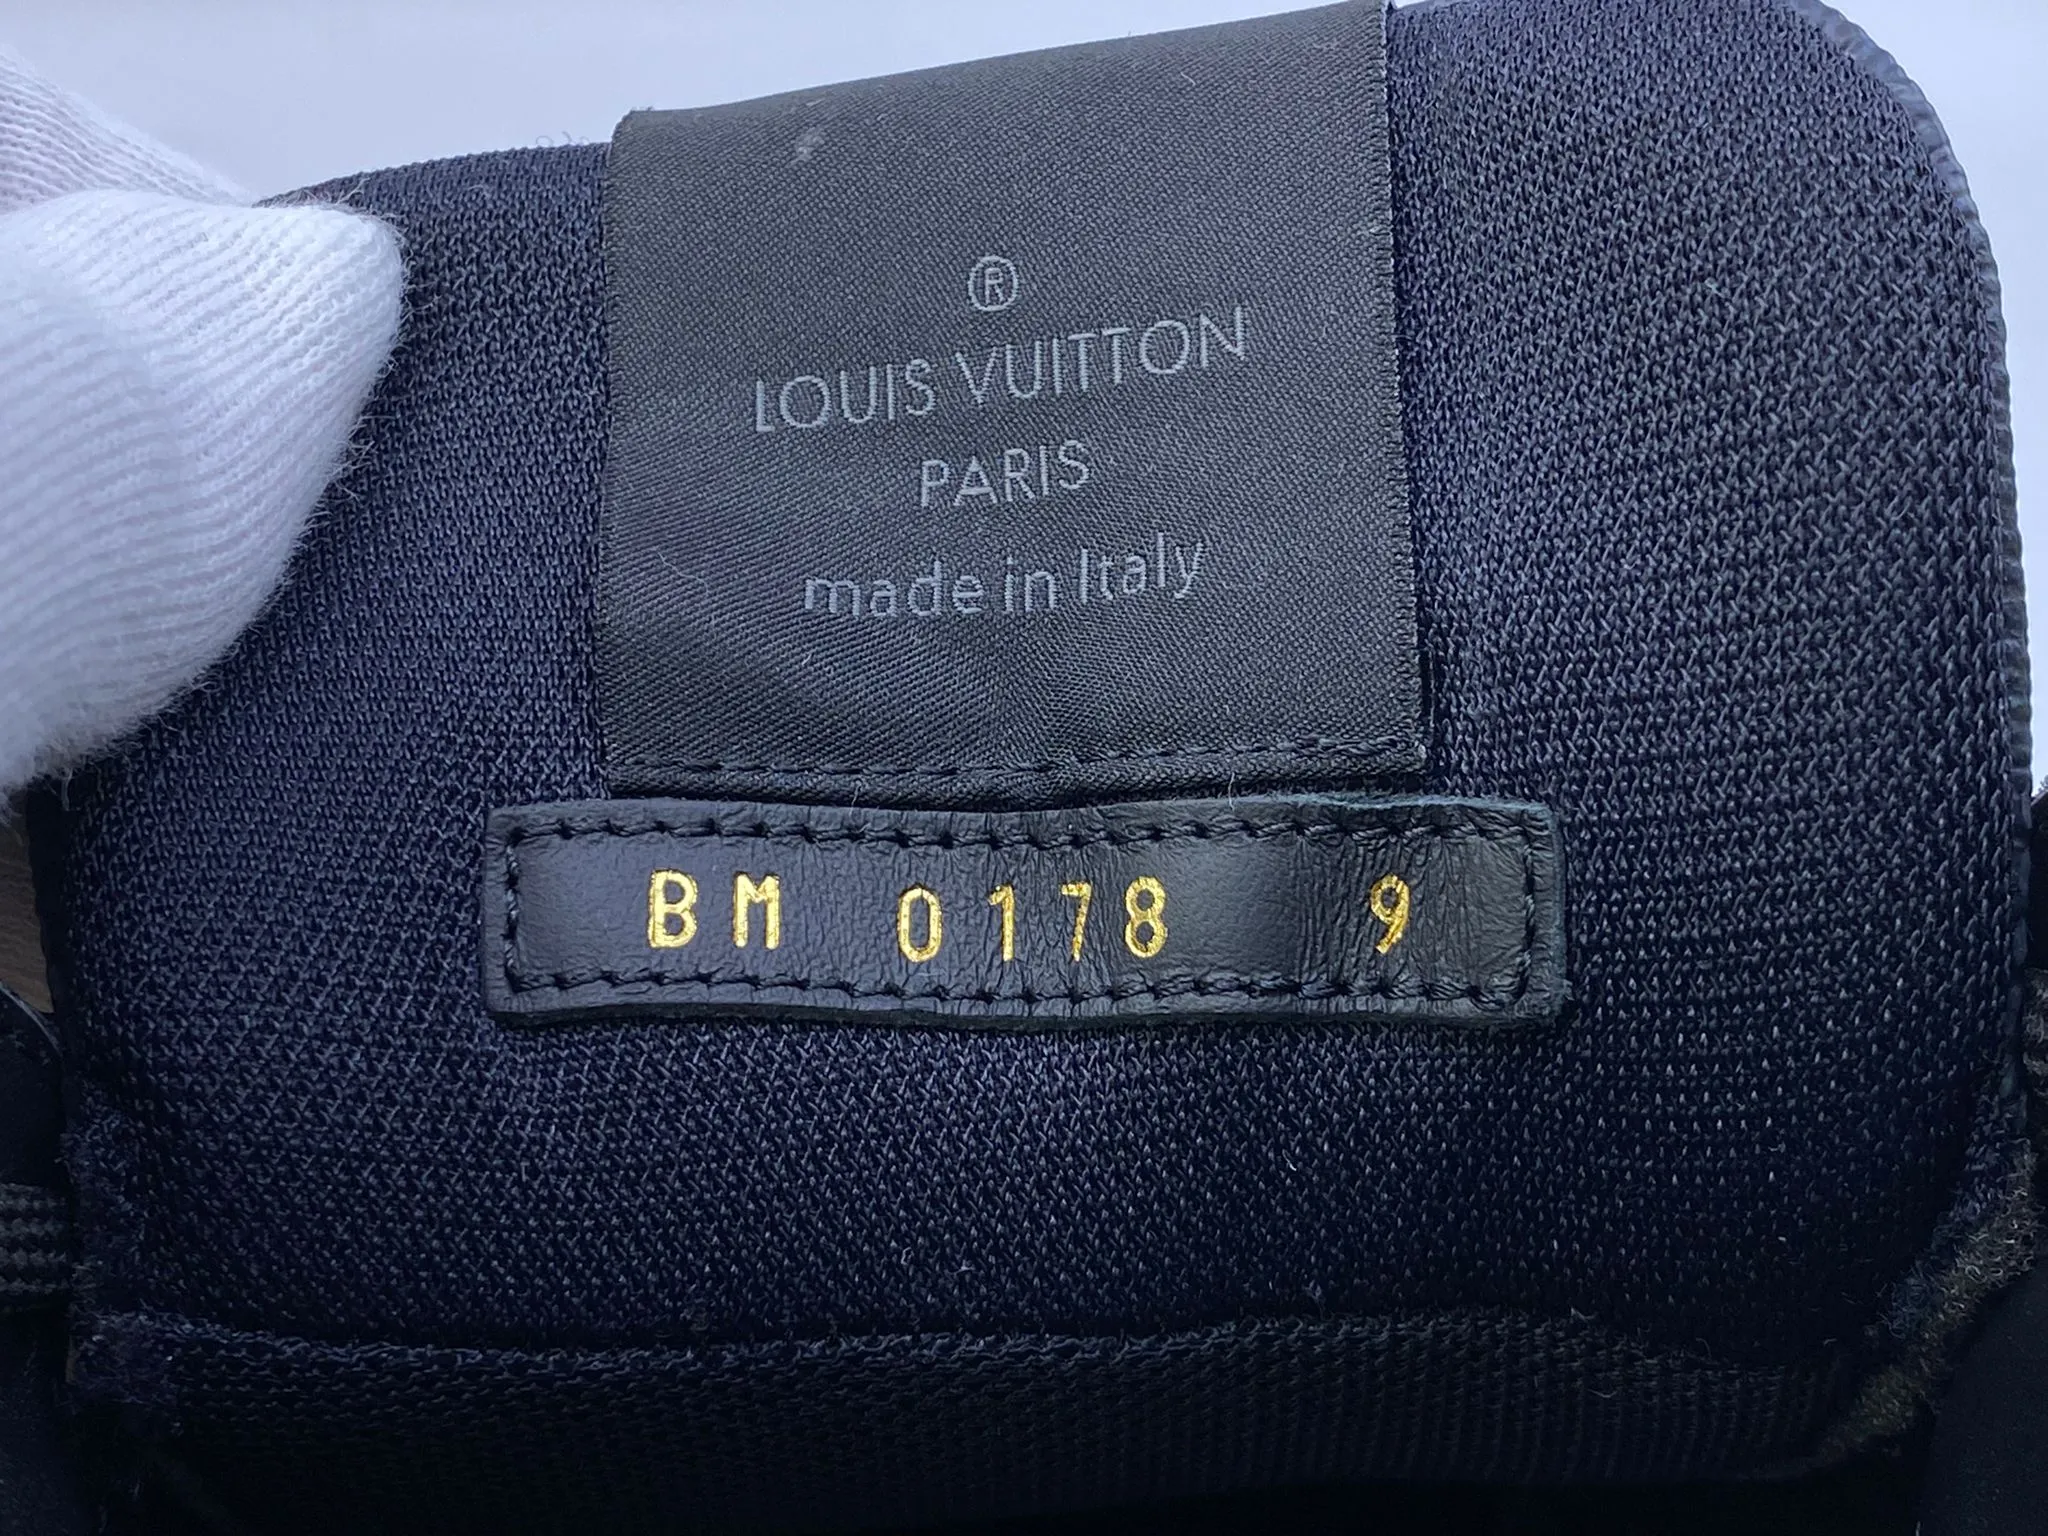 ®
LOUIS VUITTON
PARIS
made in Italy
BM 0178 9